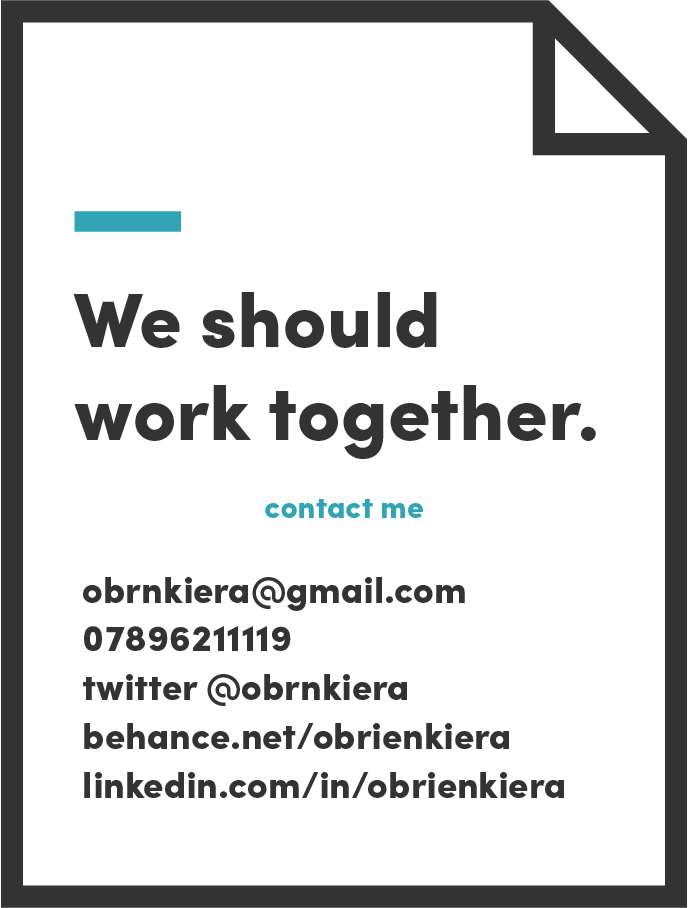 We should
work together.
contact me
obrnkiera@gmail.com
07896211119
twitter @obrnkiera
behance.net/obrienkiera
linkedin.com/in/obrienkiera